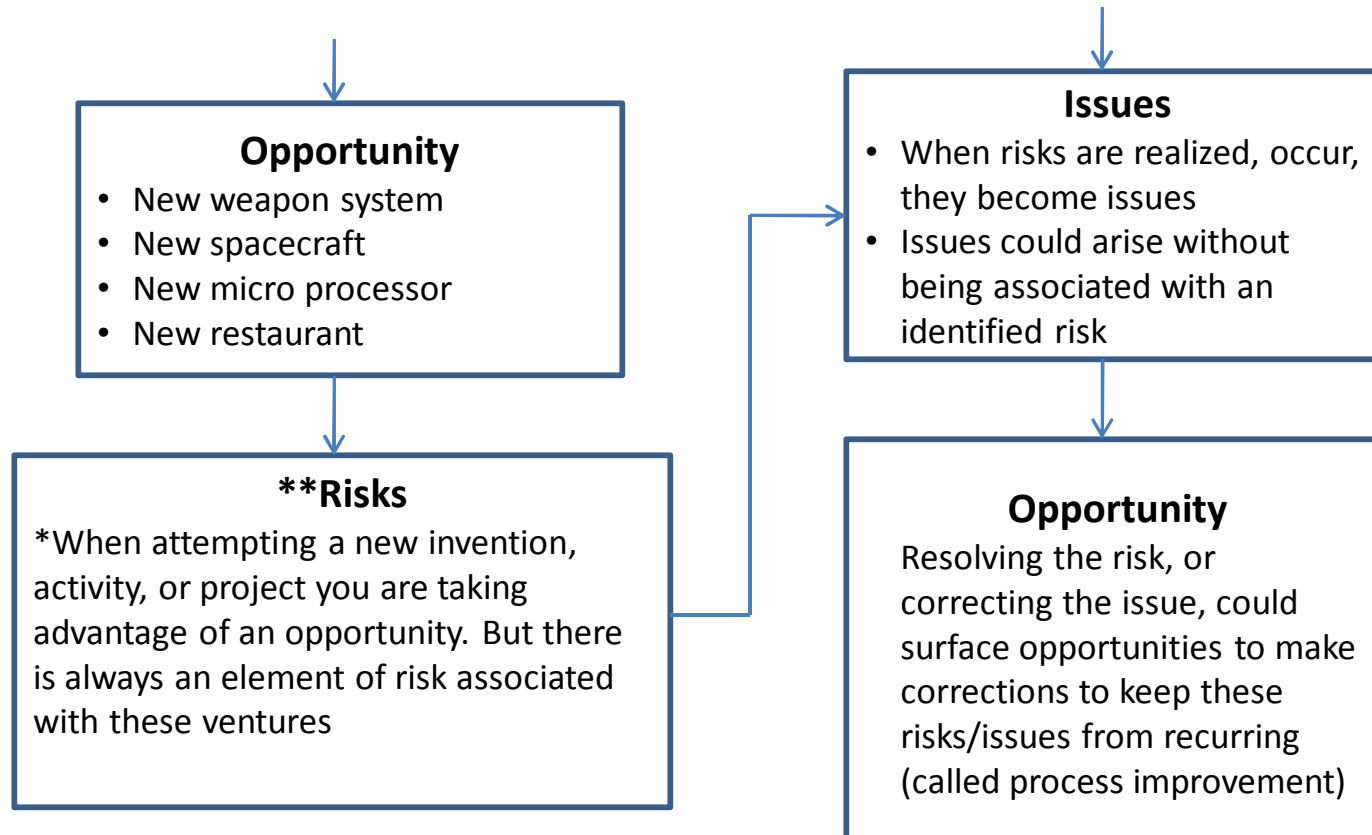 Opportunity
• New weapon system
• New spacecraft
• New micro processor
• New restaurant
**Risks
*When attempting a new invention,
activity, or project you are taking
advantage of an opportunity. But there
is always an element of risk associated
with these ventures
Issues
• When risks are realized, occur,
they become issues
• Issues could arise without
being associated with an
identified risk
Opportunity
Resolving the risk, or
correcting the issue, could
surface opportunities to make
corrections to keep these
risks/issues from recurring
(called process improvement)